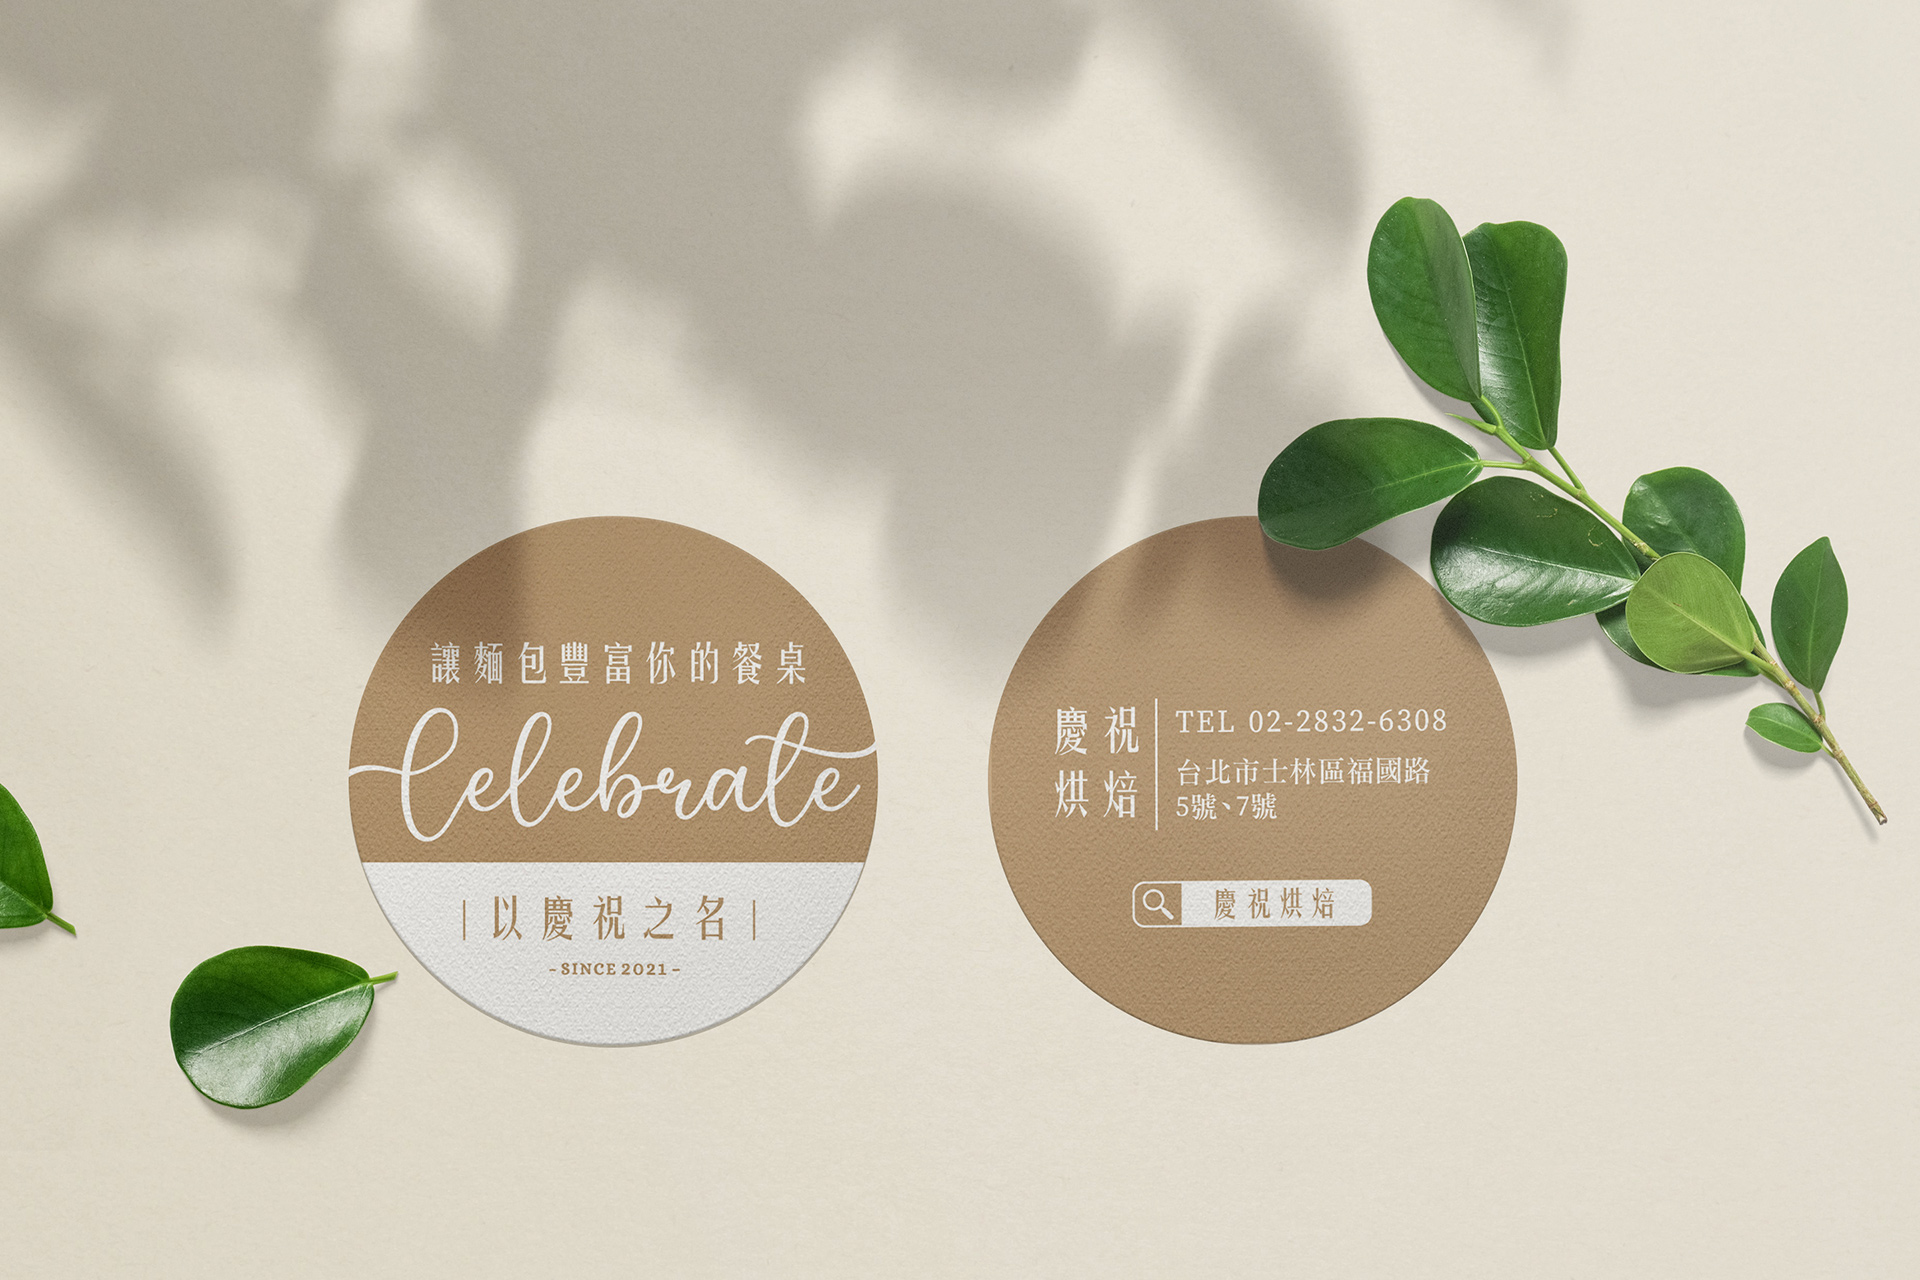 讓麵包豐富你的餐桌
Celebrate
以慶祝之名
- SINCE 2021 -
慶祝
烘焙
TEL 02-2832-6308
台北市士林區福國路
5號、7號
慶祝烘焙